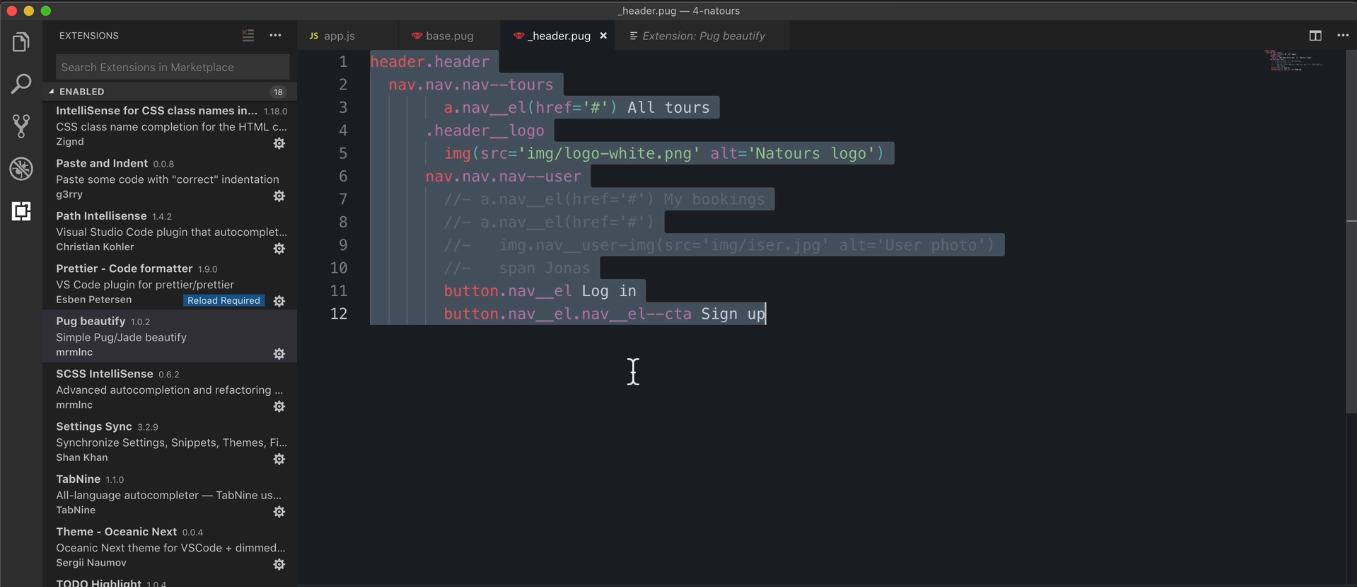 _header.pug — 4-natours
EXTENSIONS
Search Extensions in Marketplace
ENABLED 18
IntelliSense for CSS class names in... 1.18.0
CSS class name completion for the HTML c...
Zignd
Paste and Indent 0.0.8
Paste some code with "correct" indentation
g3rry
Path Intellisense 1.4.2
Visual Studio Code plugin that autocomplet...
Christian Kohler
Prettier - Code formatter 1.9.0
VS Code plugin for prettier/prettier
Esben Petersen Reload Required
Pug beautify 1.0.2
Simple Pug/Jade beautify
mrmlnc
SCSS IntelliSense 0.6.2
Advanced autocompletion and refactoring ...
mrmlnc
Settings Sync 3.2.9
Synchronize Settings, Snippets, Themes, Fi...
Shan Khan
TabNine 1.1.0
All-language autocompleter — TabNine us...
TabNine
Theme - Oceanic Next 0.0.4
Oceanic Next theme for VSCode + dimmed...
Sergii Naumov
TODO Highlight 1.0.4
JS app.js base.pug _header.pug × Extension: Pug beautify
1 header.header
2 nav.nav.nav--tours
3 a.nav__el(href='#') All tours
4 .header__logo
5 img(src='img/logo-white.png' alt='Natours logo')
6 nav.nav.nav--user
7 //- a.nav__el(href='#') My bookings
8 //- a.nav__el(href='#')
9 //- img.nav__user-img(src='img/iser.jpg' alt='User photo')
10 //- span Jonas
11 button.nav__el Log in
12 button.nav__el.nav__el--cta Sign up